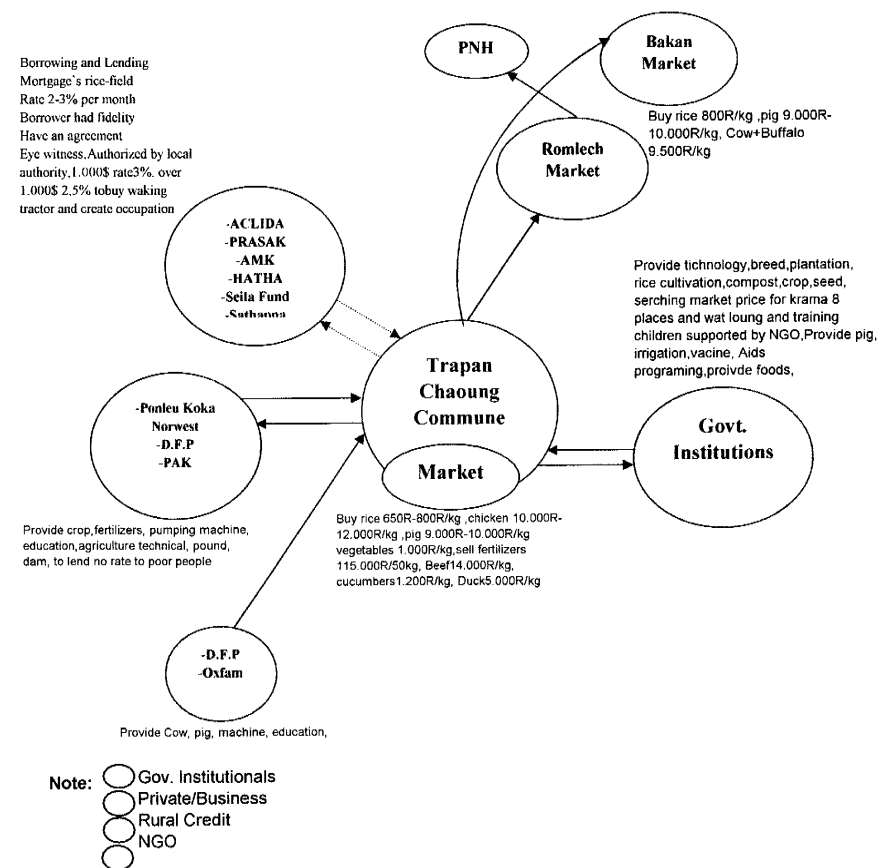 PNH
Bakan
Market
Borrowing and Lending
Mortgage`s rice-field
Rate 2-3% per month
Borrower had fidelity
Have an agreement
Eye witness,Authorized by local
authority,1.000$ rate3%. over
1.000$ 2,5% tobuy waking
tractor and create occupation
Buy rice 800R/kg ,pig 9.000R-
10.000R/kg, Cow+Buffalo
9.500R/kg
Romlech
Market
-ACLIDA
-PRASAK
-AMK
-HATHA
-Seila Fund
-Sathapna
Provide tichnology,breed,plantation,
rice cultivation,compost,crop,seed,
serching market price for krama 8
places and wat loung and training
children supported by NGO,Provide pig,
irrigation,vacine, Aids
programing,proivde foods,
Trapan
Chaoung
Commune
Market
-Ponleu Koka
Norwest
-D.F.P
-PAK
Govt.
Institutions
Provide crop,fertilizers, pumping machine,
education,agriculture technical, pound,
dam, to lend no rate to poor people
Buy rice 650R-800R/kg ,chicken 10.000R-
12.000R/kg ,pig 9.000R-10.000R/kg
vegetables 1.000R/kg,sell fertilizers
115.000R/50kg, Beef14.000R/kg,
cucumbers1.200R/kg, Duck5.000R/kg
-D.F.P
-Oxfam
Provide Cow, pig, machine, education,
Note:
Gov. Institutionals
Private/Business
Rural Credit
NGO